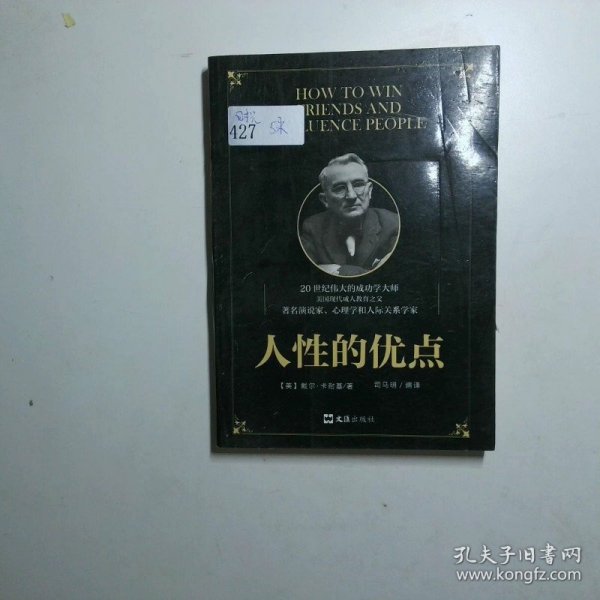 HOW TO WIN
RIENDS AND
LUENCE PEOPLE
427
20世纪伟大的成功学大师
美国现代成人教育之父
著名演说家、心理学和人际关系学家
人性的优点
【美】戴尔·卡耐基/著 司马明/编译
文汇出版社
孔夫子旧书网
www.kongfz.com